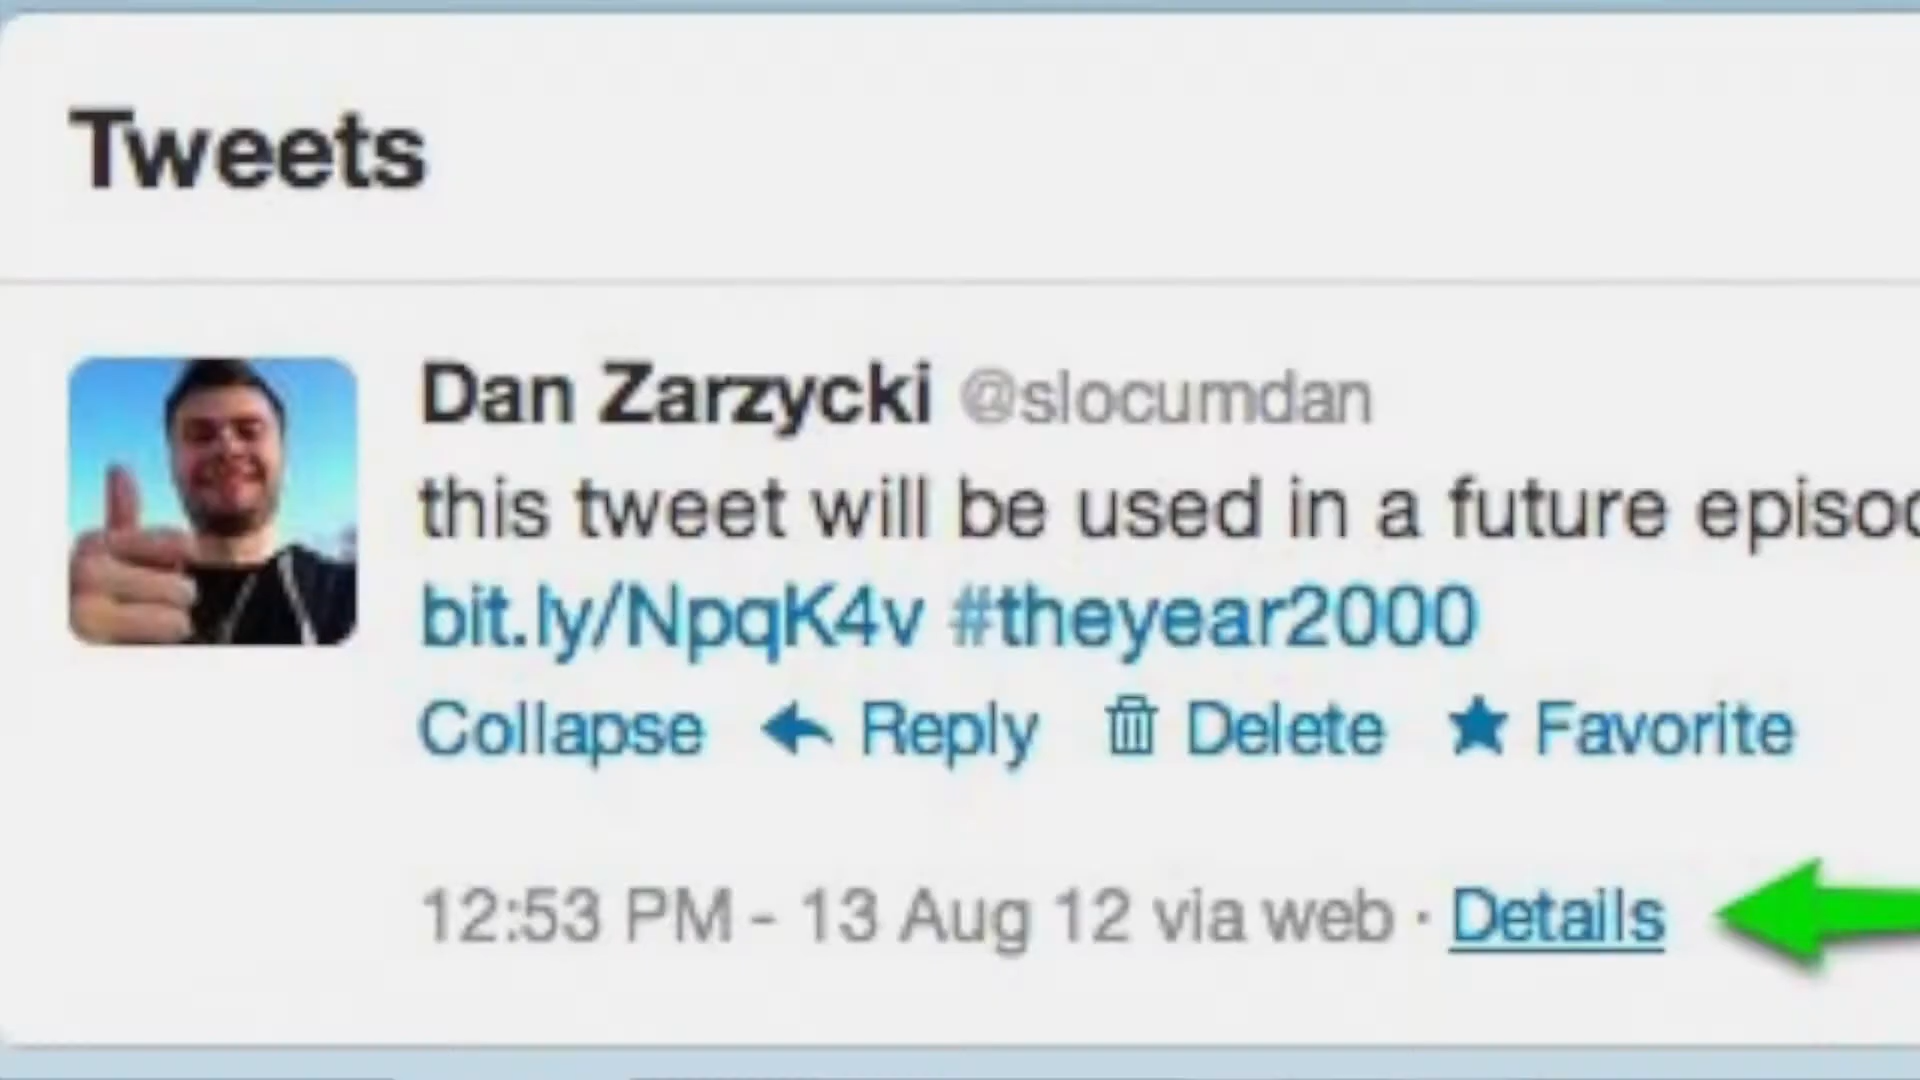 Tweets
Dan Zarzycki @slocumdan
this tweet will be used in a future
bit.ly/NpqK4v #theyear2000
Collapse Reply Delete Favorite
12:53 PM - 13 Aug 12 via web · Details